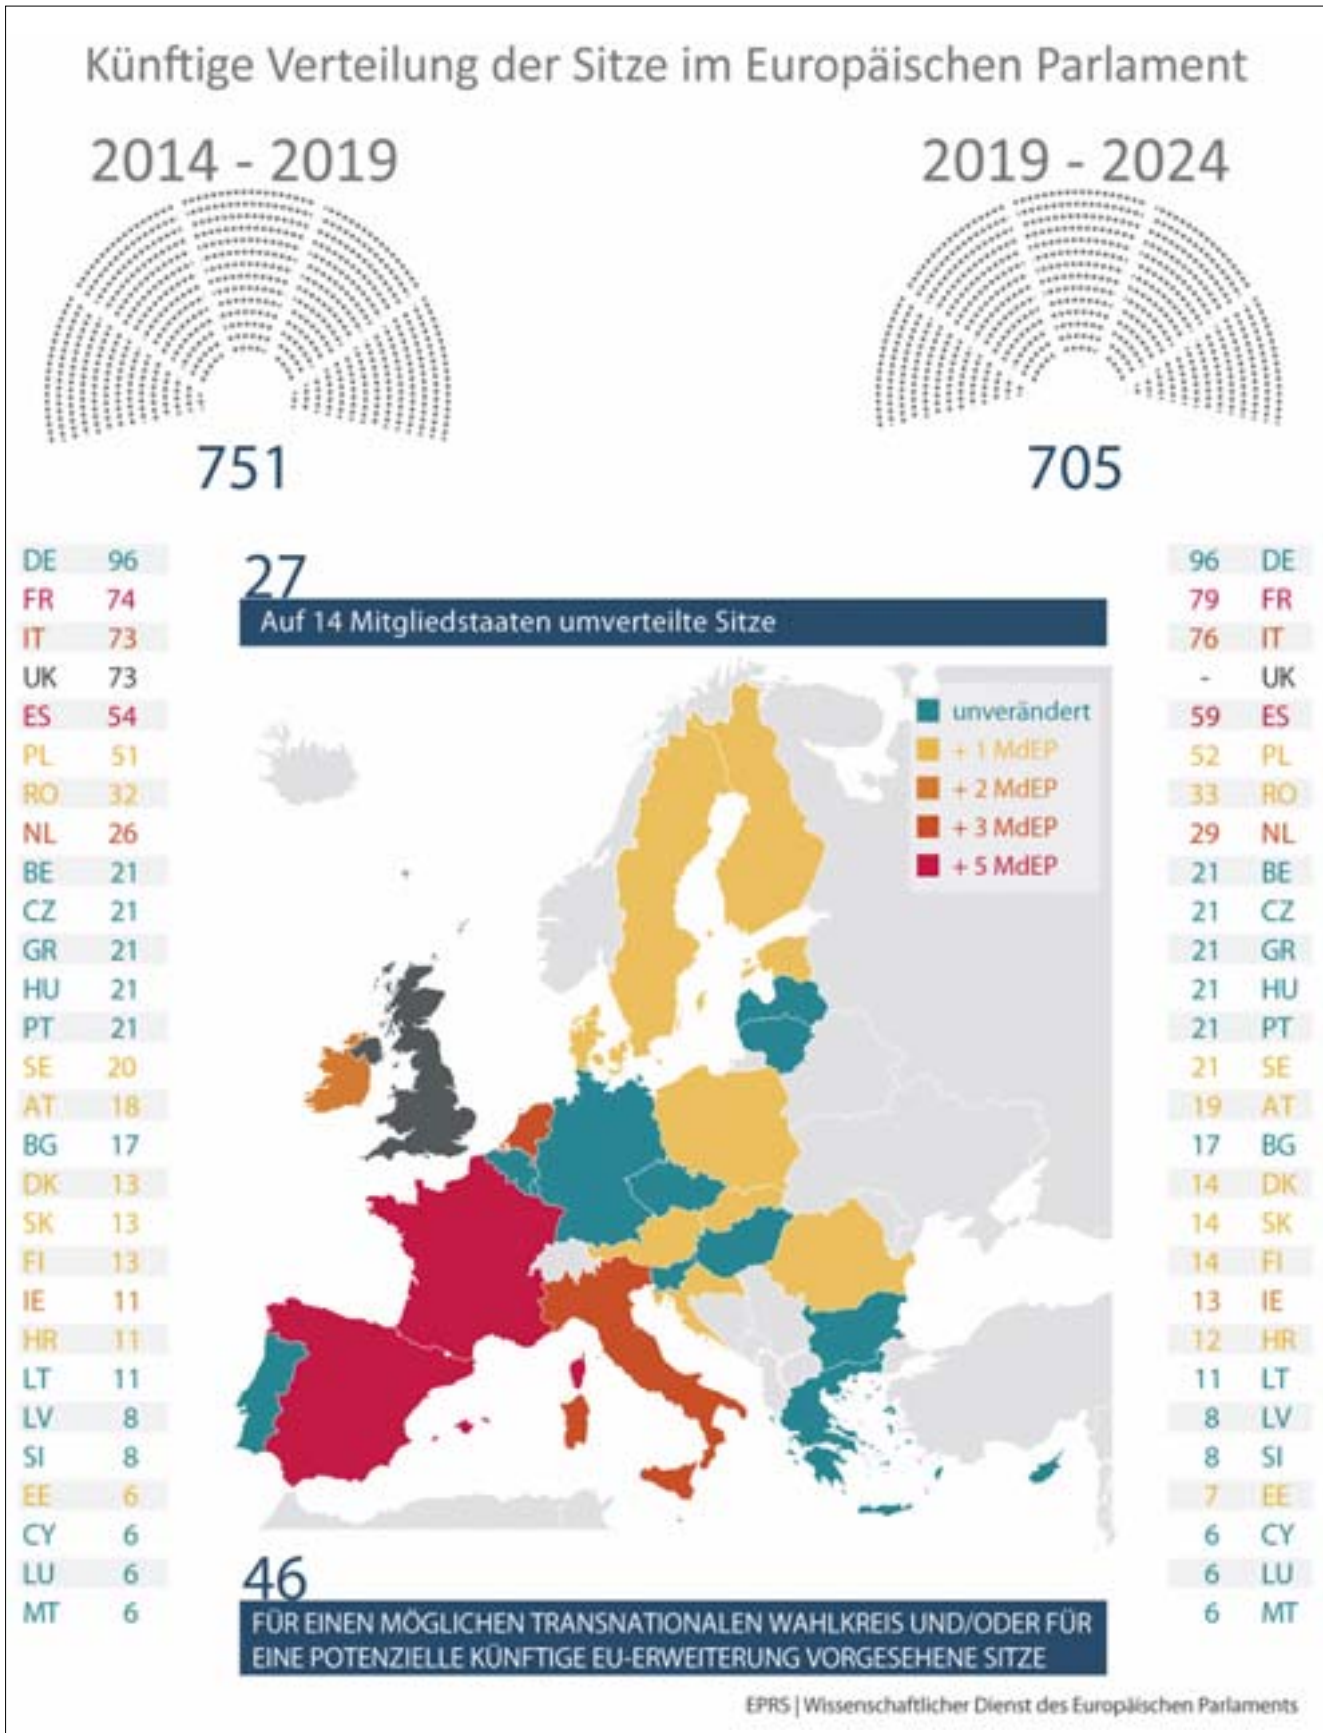 Künftige Verteilung der Sitze im Europäischen Parlament
2014 - 2019
751
2019 - 2024
705
DE 96
FR 74
IT 73
UK 73
ES 54
PL 51
RO 32
NL 26
BE 21
CZ 21
GR 21
HU 21
PT 21
SE 20
AT 18
BG 17
DK 13
SK 13
FI 13
IE 11
HR 11
LT 11
LV 8
SI 8
EE 6
CY 6
LU 6
MT 6
27
Auf 14 Mitgliedstaaten umverteilte Sitze
unverändert
+ 1 MdEP
+ 2 MdEP
+ 3 MdEP
+ 5 MdEP
46
FÜR EINEN MÖGLICHEN TRANSNATIONALEN WAHLKREIS UND/ODER FÜR
EINE POTENZIELLE KÜNFTIGE EU-ERWEITERUNG VORGESEHENE SITZE
96 DE
79 FR
76 IT
- UK
59 ES
52 PL
33 RO
29 NL
21 BE
21 CZ
21 GR
21 HU
21 PT
21 SE
19 AT
17 BG
14 DK
14 SK
14 FI
13 IE
12 HR
11 LT
8 LV
8 SI
7 EE
6 CY
6 LU
6 MT
EPRS | Wissenschaftlicher Dienst des Europäischen Parlaments